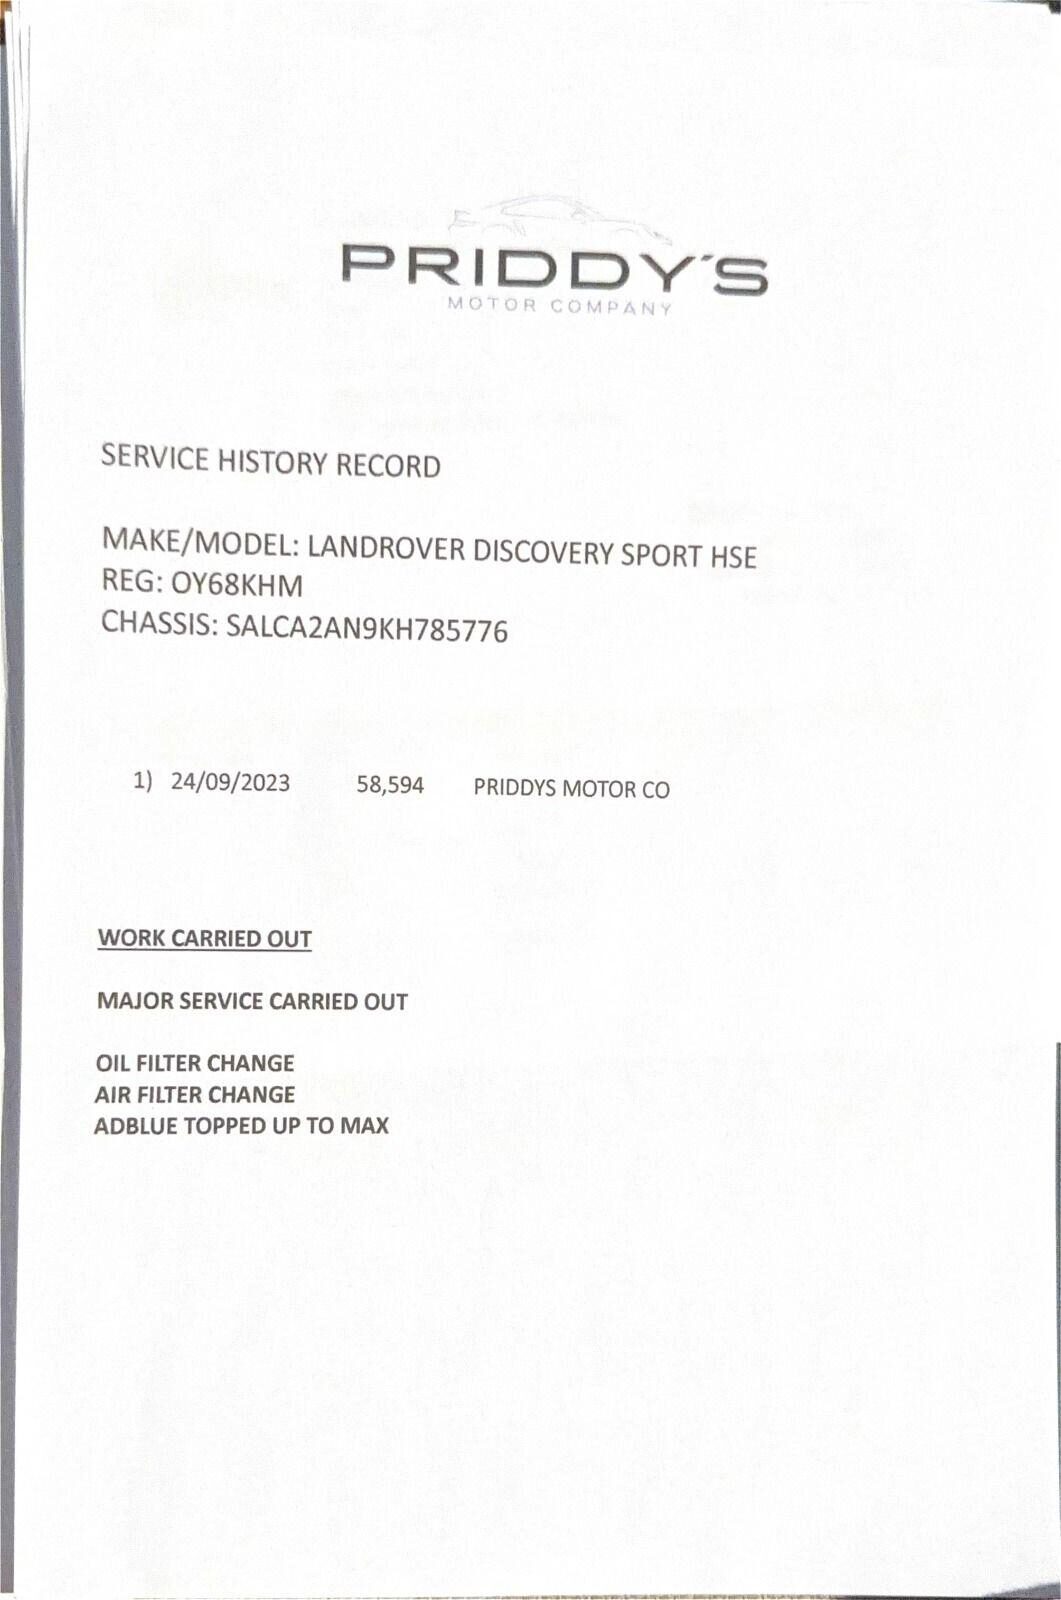 PRIDDY'S
MOTOR COMPANY
SERVICE HISTORY RECORD
MAKE/MODEL: LANDROVER DISCOVERY SPORT HSE
REG: OY68KHM
CHASSIS: SALCA2AN9KH785776
1) 24/09/2023 58,594 PRIDDYS MOTOR CO
WORK CARRIED OUT
MAJOR SERVICE CARRIED OUT
OIL FILTER CHANGE
AIR FILTER CHANGE
ADBLUE TOPPED UP TO MAX